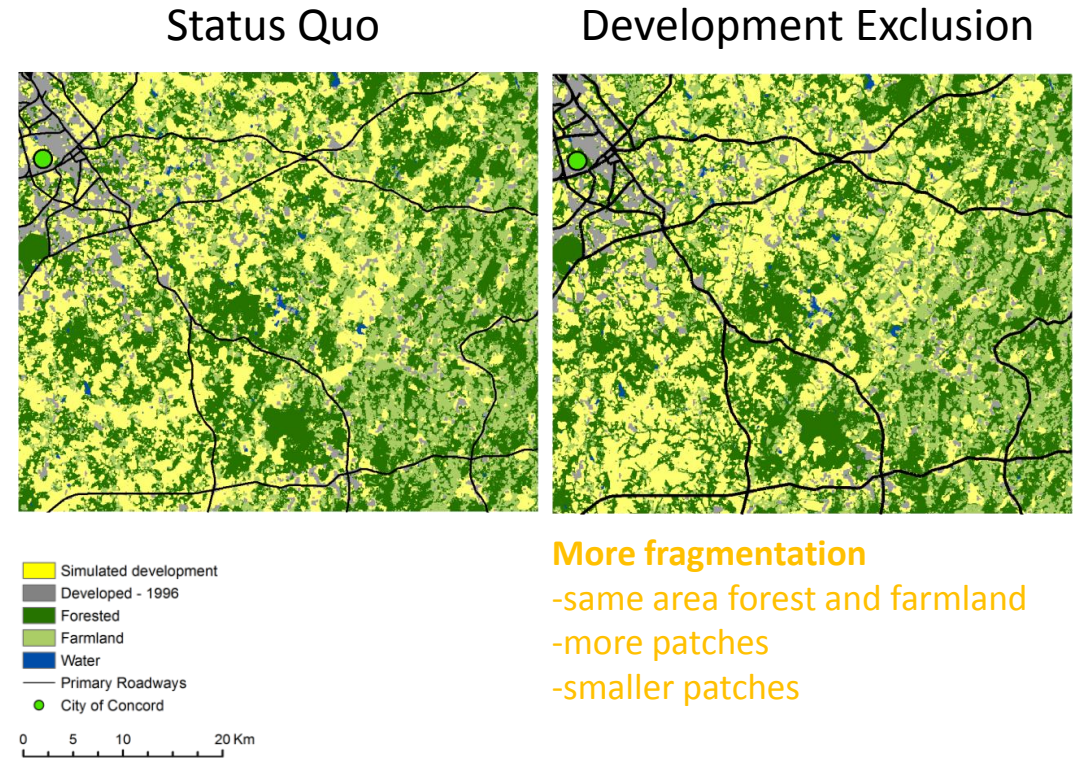 Status Quo
Development Exclusion
Simulated development
Developed - 1996
Forested
Farmland
Water
Primary Roadways
City of Concord
0 5 10 20 Km
More fragmentation
-same area forest and farmland
-more patches
-smaller patches